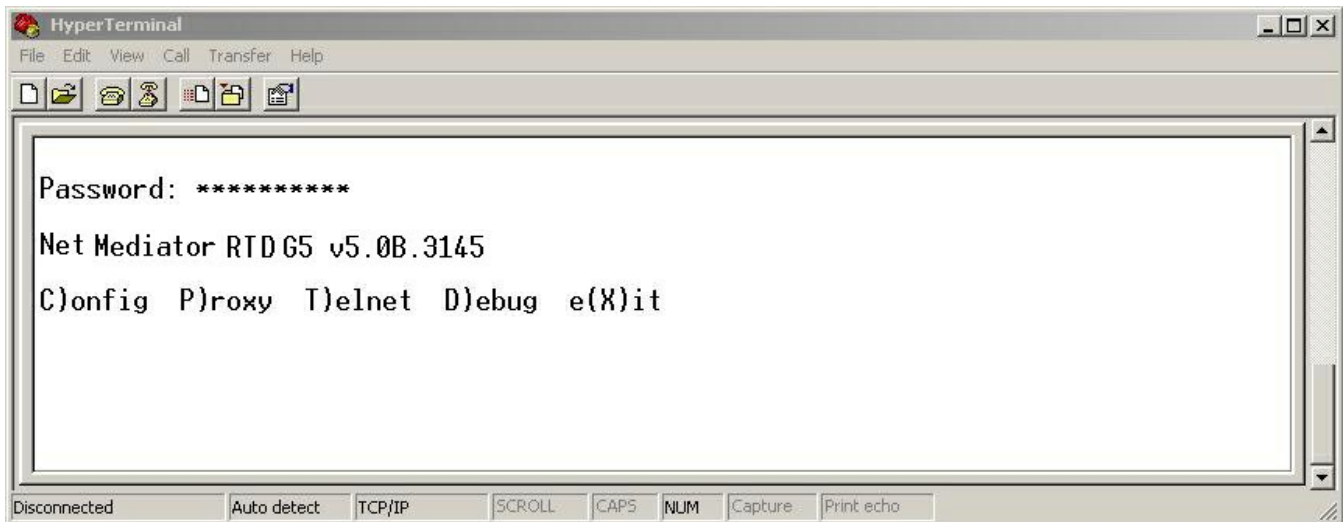 HyperTerminal
File Edit View Call Transfer Help
Password: **********
Net Mediator RTD G5 v5.0B.3145
C)onfig P)roxy T)elnet D)ebug e(X)it
Disconnected Auto detect TCP/IP SCROLL CAPS NUM Capture Print echo